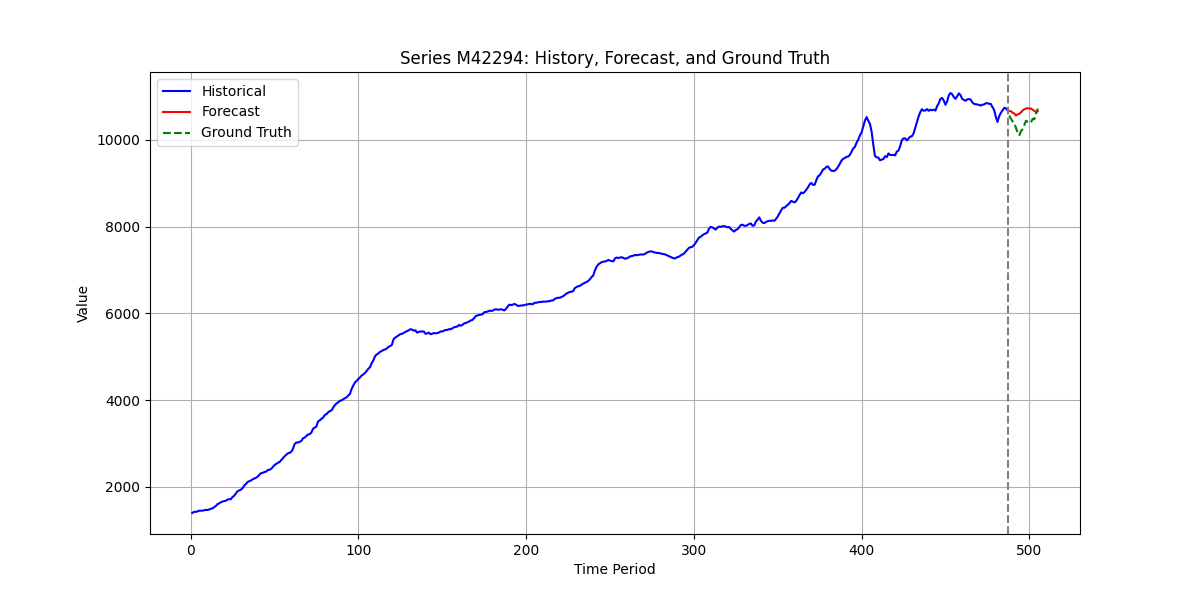 Series M42294: History, Forecast, and Ground Truth
Historical
Forecast
Ground Truth
10000
8000
6000
4000
2000
Value
0 100 200 300 400 500
Time Period